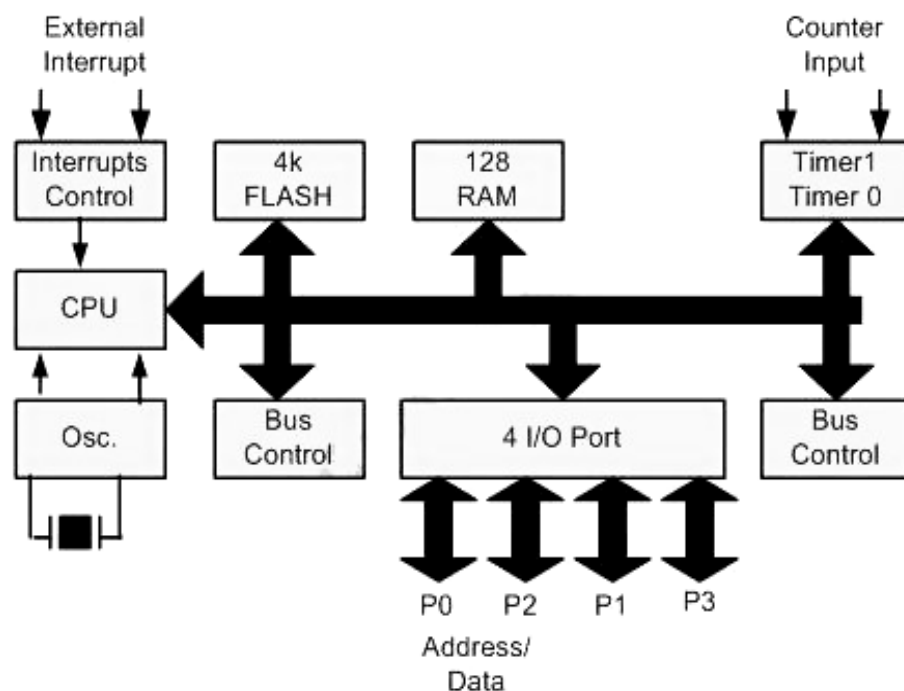 External
Interrupt
Counter
Input
Interrupts
Control
4k
FLASH
128
RAM
Timer1
Timer 0
CPU
Osc.
Bus
Control
4 I/O Port
Bus
Control
P0
P2
P1
P3
Address/
Data